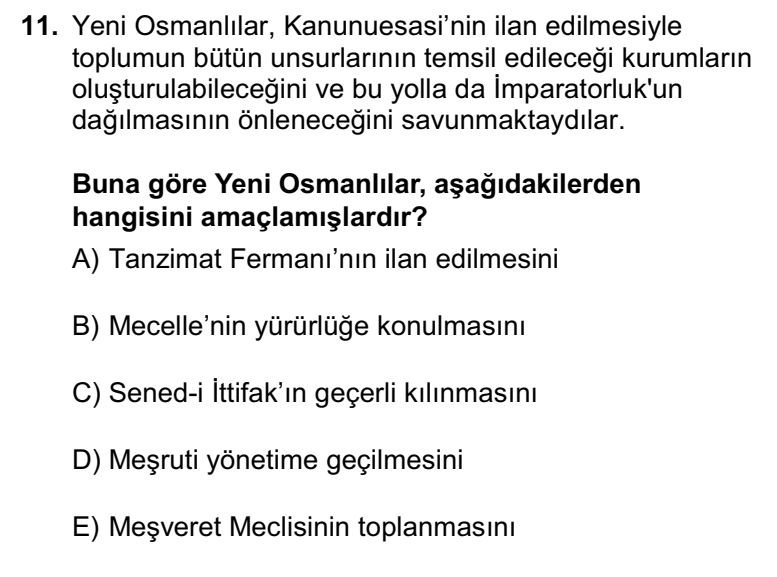 11. Yeni Osmanlılar, Kanunuesasi’nin ilan edilmesiyle
toplumun bütün unsurlarının temsil edileceği kurumların
oluşturulabileceğini ve bu yolla da İmparatorluk'un
dağılmasının önleneceğini savunmaktaydılar.
Buna göre Yeni Osmanlılar, aşağıdakilerden
hangisini amaçlamışlardır?
A) Tanzimat Fermanı’nın ilan edilmesini
B) Mecelle’nin yürürlüğe konulmasını
C) Sened-i İttifak’ın geçerli kılınmasını
D) Meşruti yönetime geçilmesini
E) Meşveret Meclisinin toplanmasını